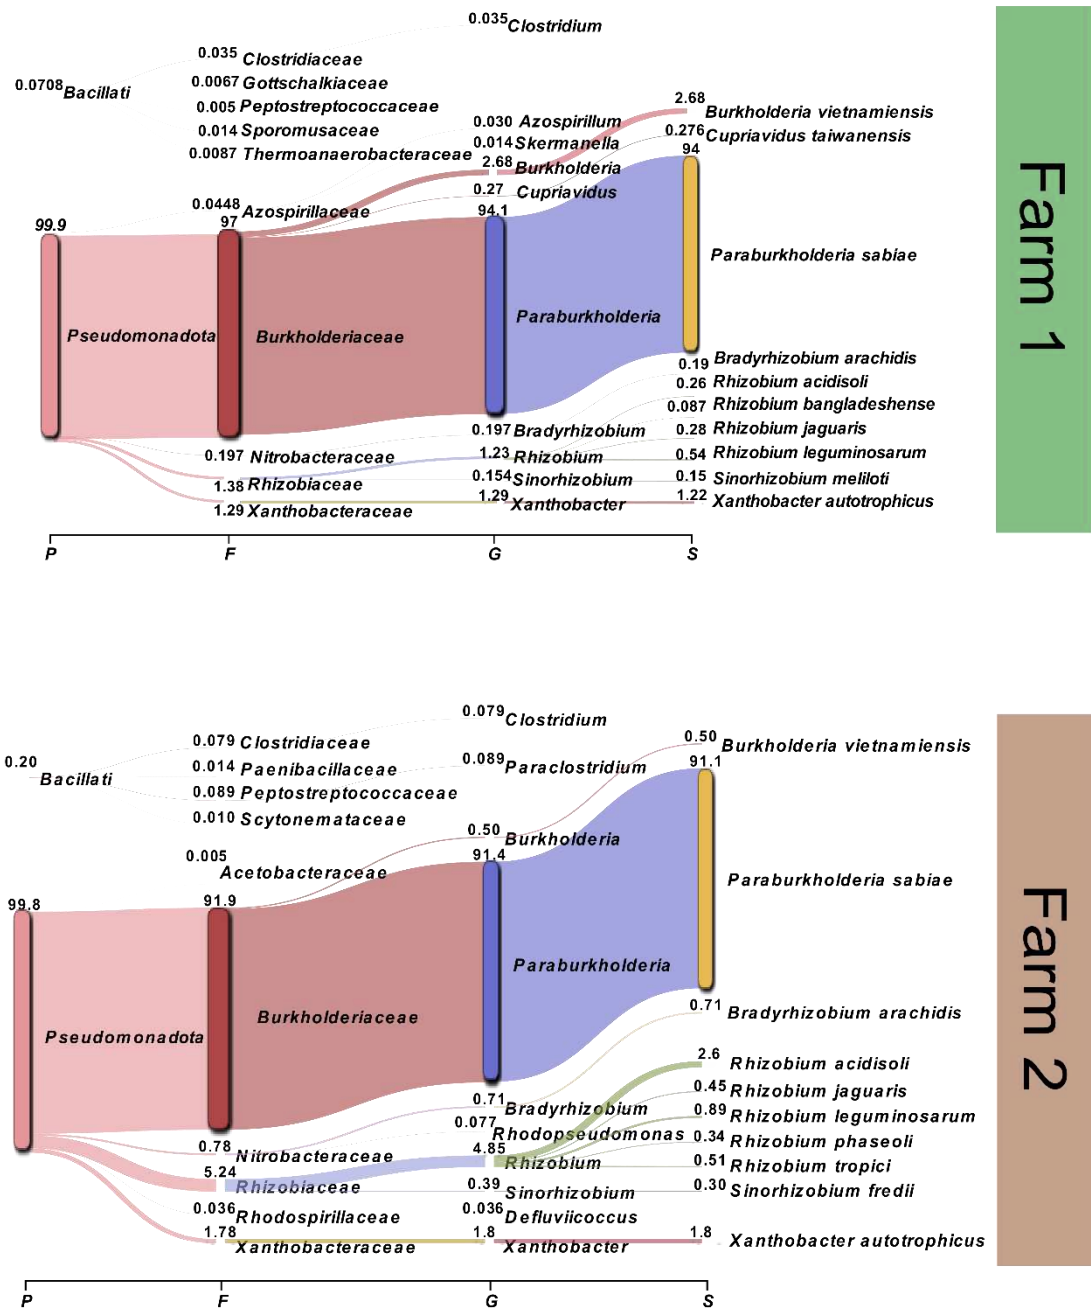 0.035 Clostridium
0.035 Clostridiaceae
0.0067 Gottschalkiaceae
0.0708 Bacillati
0.005 Peptostreptococcaceae
0.014 Sporomusaceae
0.0087 Thermoanaerobacteraceae
0.030 Azospirillum
0.014 Skermanella
2.68 Burkholderia
0.27 Cupriavidus
2.68 Burkholderia vietnamiensis
0.276 Cupriavidus taiwanensis
94
Paraburkholderia sabiae
0.0448 Azospirillaceae
99.9
97
94.1
Pseudomonadota
Burkholderiaceae
Paraburkholderia
0.19 Bradyrhizobium arachidis
0.26 Rhizobium acidisoli
0.087 Rhizobium bangladeshense
0.28 Rhizobium jaguaris
0.54 Rhizobium leguminosarum
0.15 Sinorhizobium meliloti
1.22 Xanthobacter autotrophicus
0.197 Bradyrhizobium
1.23 Rhizobium
0.154 Sinorhizobium
1.29 Xanthobacter
0.197 Nitrobacteraceae
1.38 Rhizobiaceae
1.29 Xanthobacteraceae
P F G S
Farm 1
0.079 Clostridium
0.079 Clostridiaceae
0.20 Bacillati
0.014 Paenibacillaceae
0.089 Peptostreptococcaceae
0.010 Scytonemataceae
0.089 Paraclostridium
0.50 Burkholderia vietnamiensis
91.1
0.50 Burkholderia
91.4
0.005 Acetobacteraceae
99.8
91.9
Paraburkholderia sabiae
Paraburkholderia
Burkholderiaceae
Pseudomonadota
0.71 Bradyrhizobium arachidis
2.6 Rhizobium acidisoli
0.45 Rhizobium jaguaris
0.89 Rhizobium leguminosarum
0.34 Rhizobium phaseoli
0.51 Rhizobium tropici
0.30 Sinorhizobium fredii
1.8 Xanthobacter autotrophicus
0.71 Bradyrhizobium
0.077 Rhodopseudomonas
4.85 Rhizobium
0.39 Sinorhizobium
0.036 Defluviicoccus
1.8 Xanthobacter
0.78 Nitrobacteraceae
5.24 Rhizobiaceae
0.036 Rhodospirillaceae
1.78 Xanthobacteraceae
P F G S
Farm 2